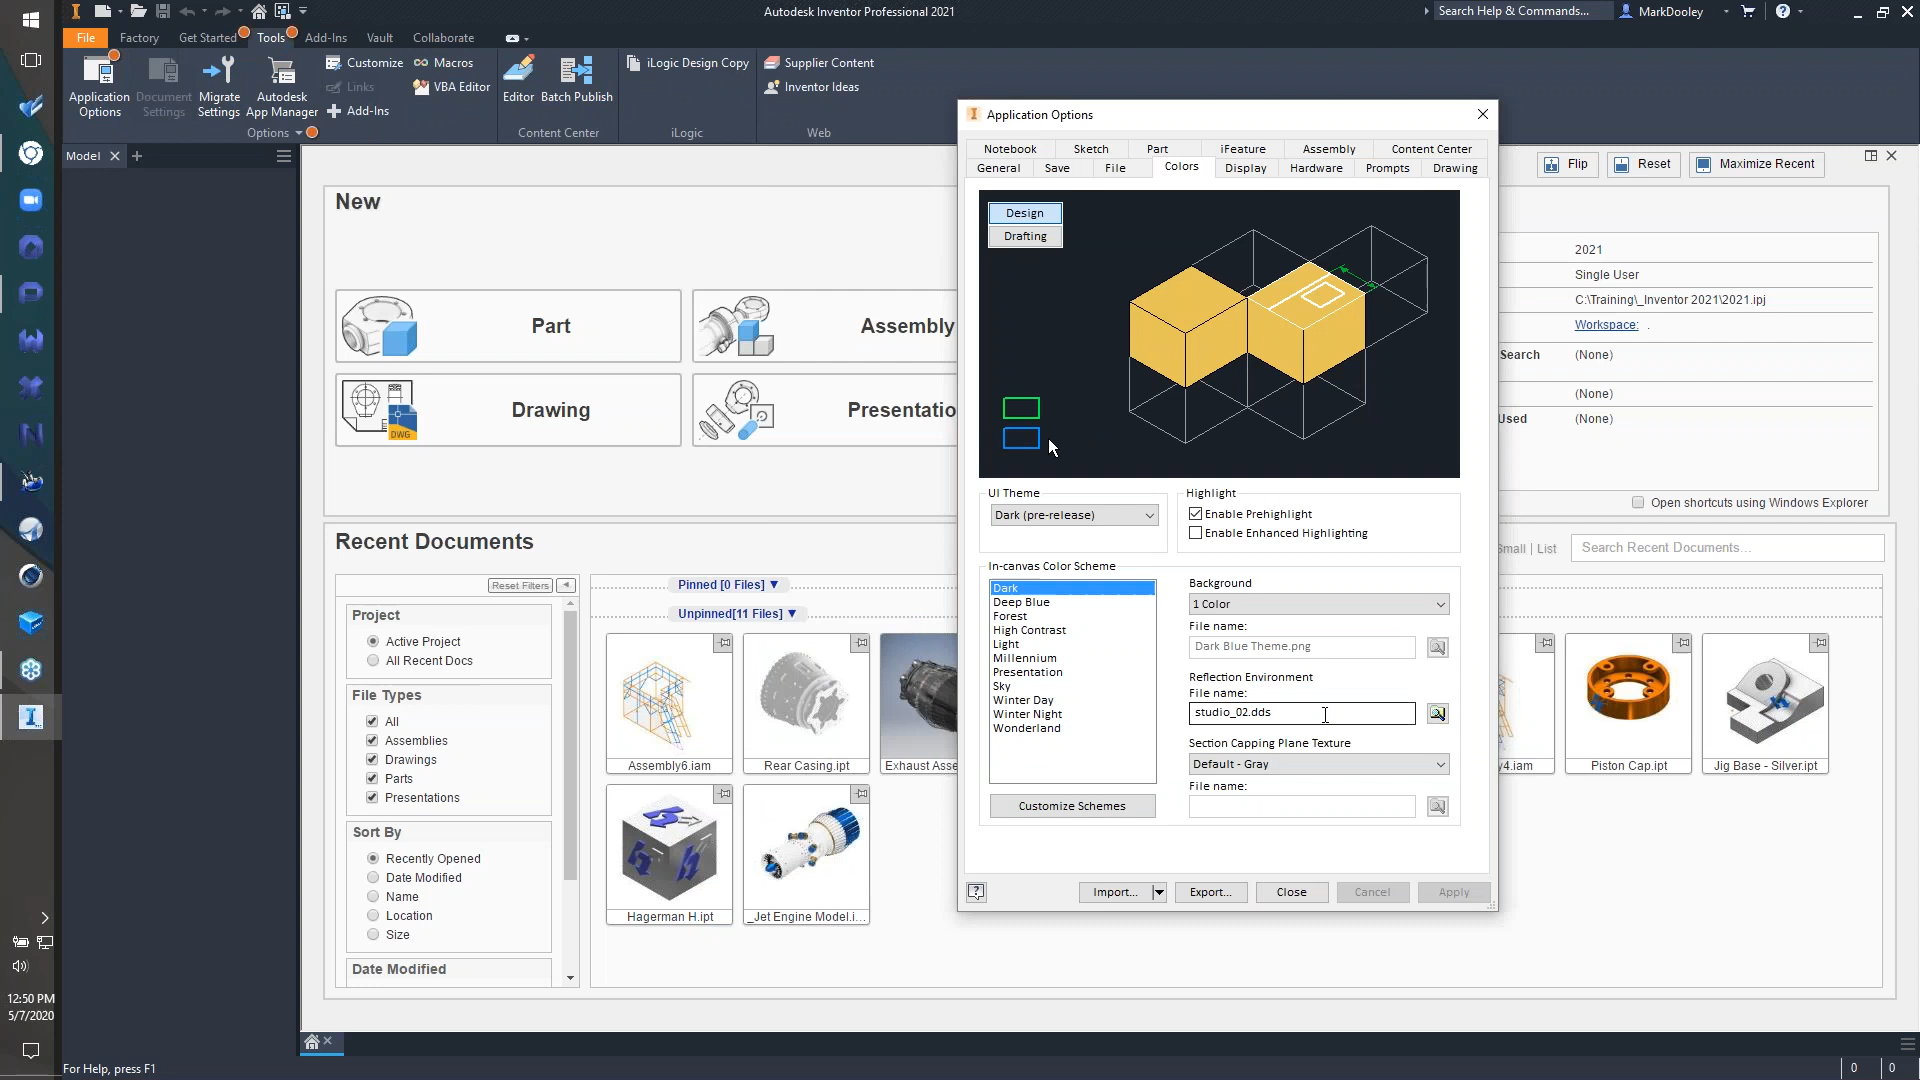 Autodesk Inventor Professional 2021
Search Help & Commands...
MarkDooley
File
Factory
Get Started
Tools
Add-Ins
Vault
Collaborate
Application Options
Document Settings
Migrate Settings
Autodesk App Manager
Customize
Links
Add-Ins
Macros
VBA Editor
Editor
Batch Publish
iLogic Design Copy
Supplier Content
Inventor Ideas
Options
Content Center
iLogic
Web
Model
New
Part
Assembly
Drawing
DWG
Presentatio
Application Options
Notebook
Sketch
Part
iFeature
Assembly
Content Center
General
Save
File
Colors
Display
Hardware
Prompts
Drawing
Design
Drafting
UI Theme
Dark (pre-release)
Highlight
Enable Prehighlight
Enable Enhanced Highlighting
In-canvas Color Scheme
Dark
Deep Blue
Forest
High Contrast
Light
Millennium
Presentation
Sky
Winter Day
Winter Night
Wonderland
Customize Schemes
Background
1 Color
File name:
Dark Blue Theme.png
Reflection Environment
File name:
studio_02.dds
Section Capping Plane Texture
Default - Gray
File name:
Import...
Export...
Close
Cancel
Apply
Flip
Reset
Maximize Recent
2021
Single User
C:\Training\_Inventor 2021\2021.ipj
Workspace: .
Search
(None)
(None)
Used
(None)
Open shortcuts using Windows Explorer
Small | List
Search Recent Documents...
Recent Documents
Reset Filters
Project
Active Project
All Recent Docs
File Types
All
Assemblies
Drawings
Parts
Presentations
Sort By
Recently Opened
Date Modified
Name
Location
Size
Date Modified
Pinned [0 Files]
Unpinned[11 Files]
Assembly6.iam
Rear Casing.ipt
Exhaust Asse
y4.iam
Piston Cap.ipt
Jig Base - Silver.ipt
Hagerman H.ipt
_Jet Engine Model.i...
12:50 PM
5/7/2020
For Help, press F1
0
0